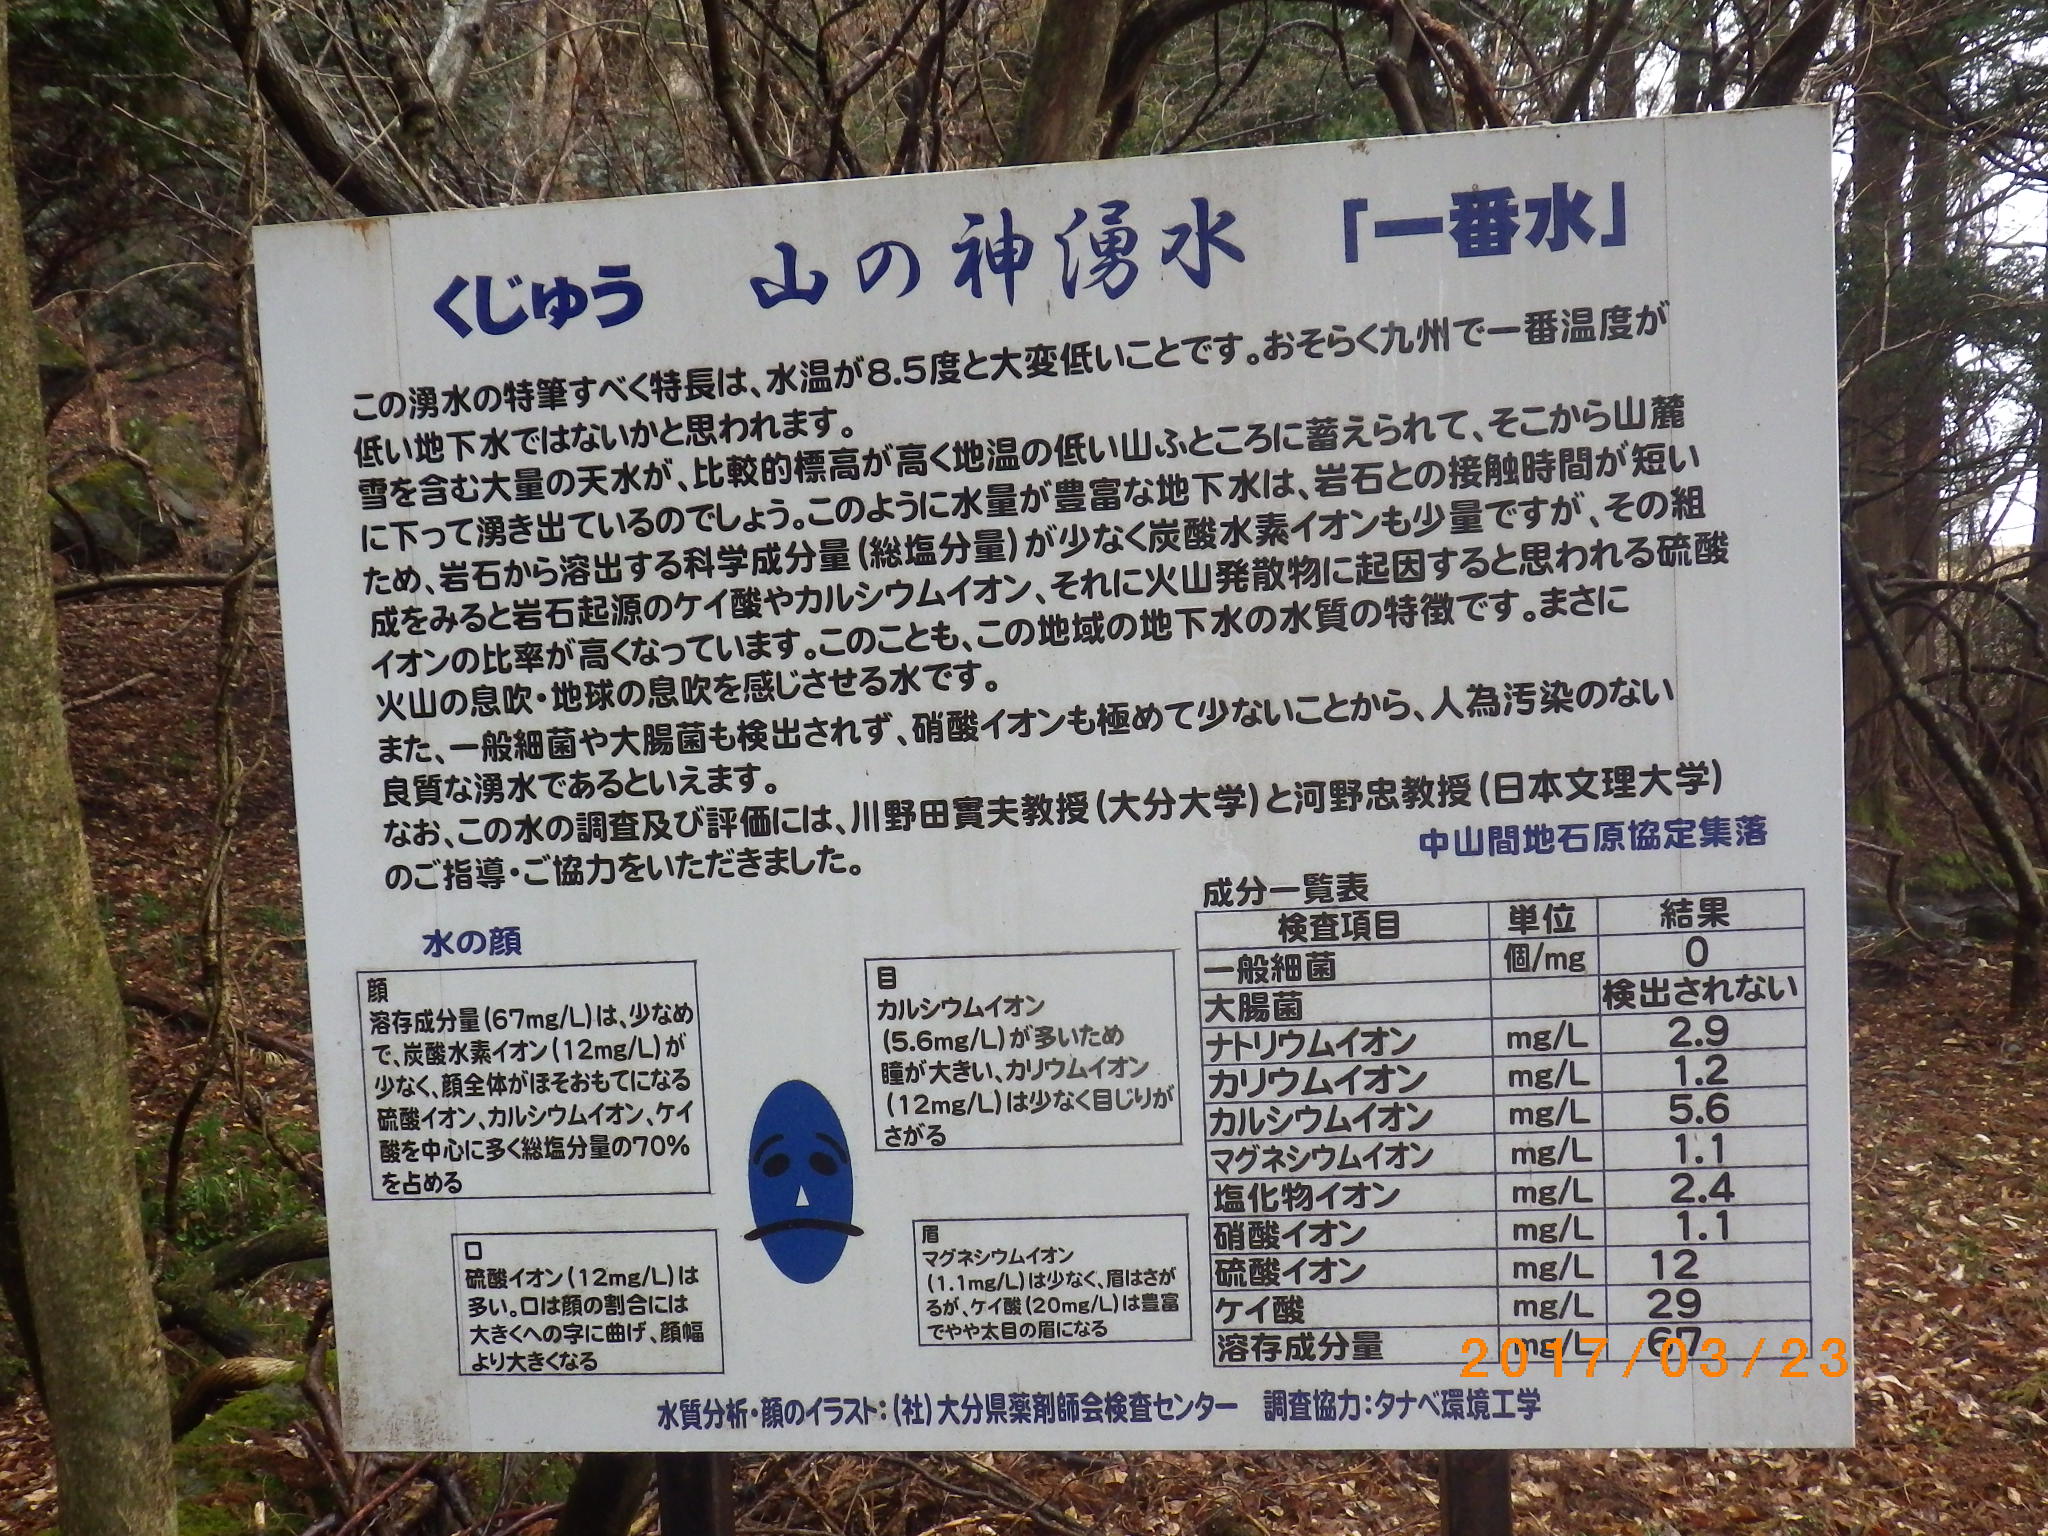 くじゅう 山の神湧水 「一番水」
この湧水の特筆すべく特長は、水温が8.5度と大変低いことです。おそらく九州で一番温度が
低い地下水ではないかと思われます。
雪を含む大量の天水が、比較的標高が高く地温の低い山ふところに蓄えられて、そこから山麓
に下って湧き出ているのでしょう。このように水量が豊富な地下水は、岩石との接触時間が短い
ため、岩石から溶出する科学成分量(総塩分量)が少なく炭酸水素イオンも少量ですが、その組
成をみると岩石起源のケイ酸やカルシウムイオン、それに火山発散物に起因すると思われる硫酸
イオンの比率が高くなっています。このことも、この地域の地下水の水質の特徴です。まさに
火山の息吹・地球の息吹を感じさせる水です。
また、一般細菌や大腸菌も検出されず、硝酸イオンも極めて少ないことから、人為汚染のない
良質な湧水であるといえます。
なお、この水の調査及び評価には、川野田實夫教授(大分大学)と河野忠教授(日本文理大学)
のご指導・ご協力をいただきました。
中山間地石原協定集落
水の顔
顔
溶存成分量(67mg/L)は、少なめ
で、炭酸水素イオン(12mg/L)が
少なく、顔全体がほそおもてになる
硫酸イオン、カルシウムイオン、ケイ
酸を中心に多く総塩分量の70%
を占める
目
カルシウムイオン
(5.6mg/L)が多いため
瞳が大きい、カリウムイオン
(12mg/L)は少なく目じりが
さがる
口
硫酸イオン(12mg/L)は
多い。口は顔の割合には
大きくへの字に曲げ、顔幅
より大きくなる
眉
マグネシウムイオン
(1.1mg/L)は少なく、眉はさが
るが、ケイ酸(20mg/L)は豊富
でやや太目の眉になる
成分一覧表
検査項目 単位 結果
一般細菌 個/mg 0
大腸菌 検出されない
ナトリウムイオン mg/L 2.9
カリウムイオン mg/L 1.2
カルシウムイオン mg/L 5.6
マグネシウムイオン mg/L 1.1
塩化物イオン mg/L 2.4
硝酸イオン mg/L 1.1
硫酸イオン mg/L 12
ケイ酸 mg/L 29
溶存成分量 mg/L 67
2017/03/23
水質分析・顔のイラスト:(社)大分県薬剤師会検査センター 調査協力:タナベ環境工学